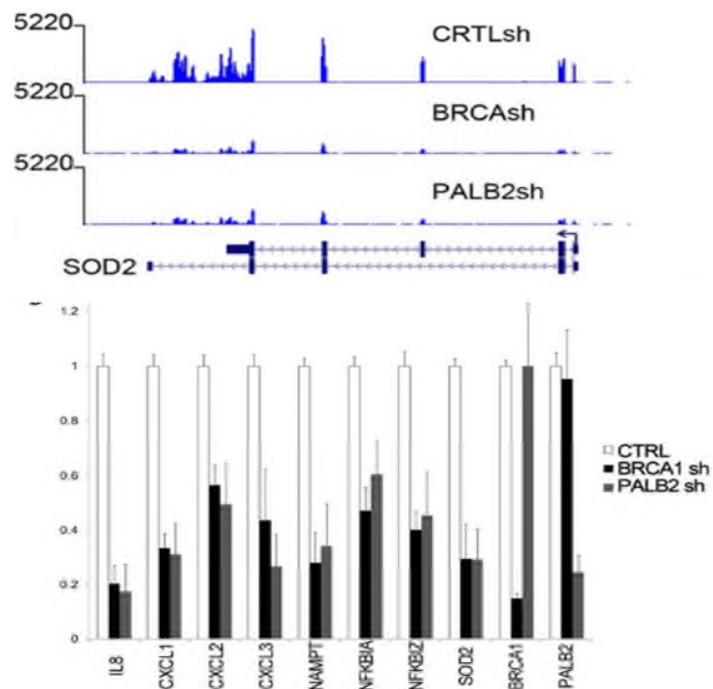 5220
CRTLsh
5220
BRCAsh
5220
PALB2sh
SOD2
1.2
1
0.8
0.6
0.4
0.2
0
CTRL
BRCA1 sh
PALB2 sh
IL8
CXCL1
CXCL2
CXCL3
NAMPT
NFKBIA
NFKBIZ
SOD2
BRCA1
PALB2